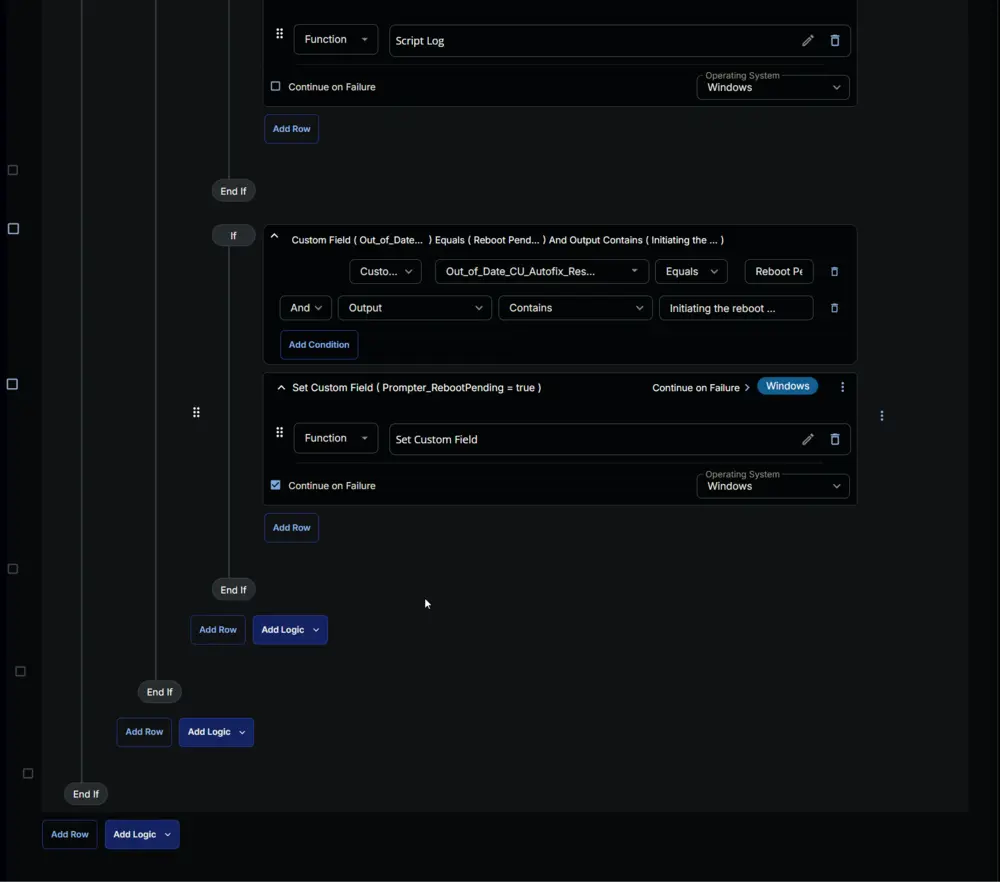 Function
Script Log
Continue on Failure
Operating System
Windows
Add Row
End If
If
Custom Field ( Out_of_Date... ) Equals ( Reboot Pend... ) And Output Contains ( Initiating the ... )
Custo...
Out_of_Date_CU_Autofix_Res...
Equals
Reboot Pe
And
Output
Contains
Initiating the reboot ...
Add Condition
Set Custom Field ( Prompter_RebootPending = true )
Continue on Failure
Windows
Function
Set Custom Field
Continue on Failure
Operating System
Windows
Add Row
End If
Add Row
Add Logic
End If
Add Row
Add Logic
End If
Add Row
Add Logic